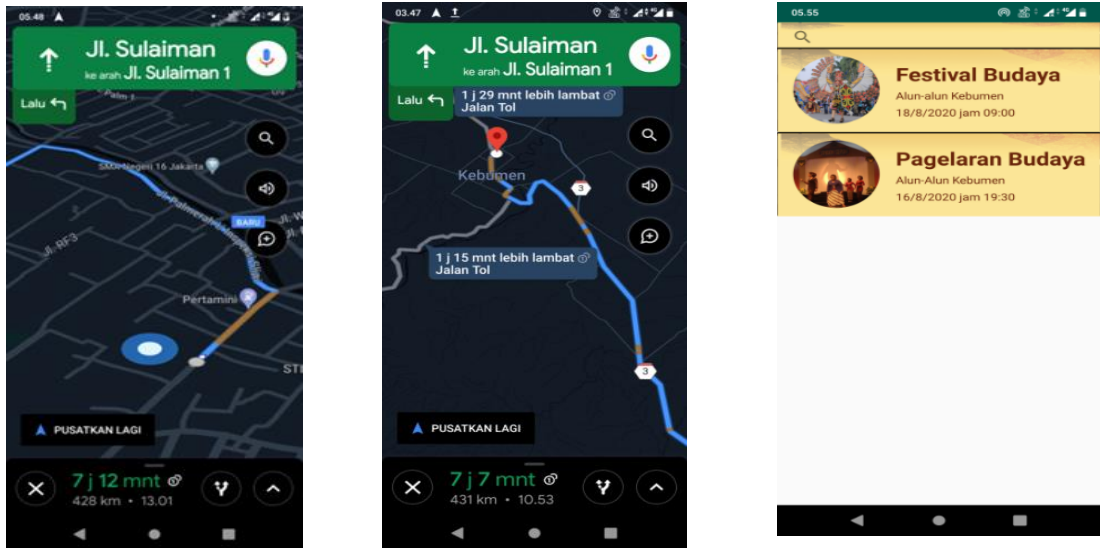 05.48
Jl. Sulaiman
ke arah Jl. Sulaiman 1
Lalu
Palm 1
SMA Negeri 16 Jakarta
BARU
Jl. RF3
Pertamini
PUSATKAN LAGI
7 j 12 mnt
428 km • 13.01
03.47
Jl. Sulaiman
ke arah Jl. Sulaiman 1
Lalu
1 j 29 mnt lebih lambat
Jalan Tol
Kebumen
3
1 j 15 mnt lebih lambat
Jalan Tol
3
PUSATKAN LAGI
7 j 7 mnt
431 km • 10.53
05.55
Festival Budaya
Alun-alun Kebumen
18/8/2020 jam 09:00
Pagelaran Budaya
Alun-Alun Kebumen
16/8/2020 jam 19:30